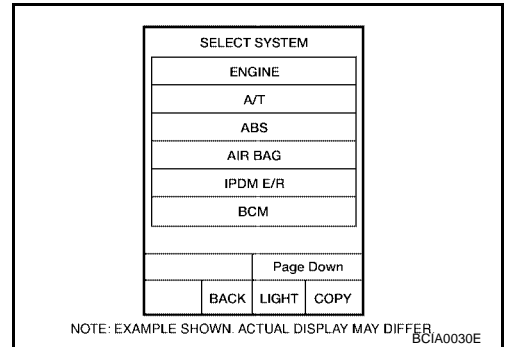 SELECT SYSTEM
ENGINE
A/T
ABS
AIR BAG
IPDM E/R
BCM
Page Down
BACK LIGHT COPY
NOTE: EXAMPLE SHOWN. ACTUAL DISPLAY MAY DIFFER.
BCIA0030E